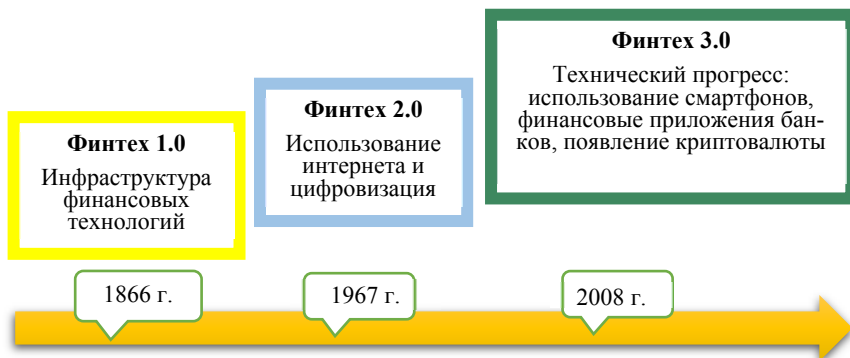 Финтех 1.0
Инфраструктура
финансовых
технологий
Финтех 2.0
Использование
интернета и
цифровизация
Финтех 3.0
Технический прогресс:
использование смартфонов,
финансовые приложения бан-
ков, появление криптовалюты
1866 г.
1967 г.
2008 г.